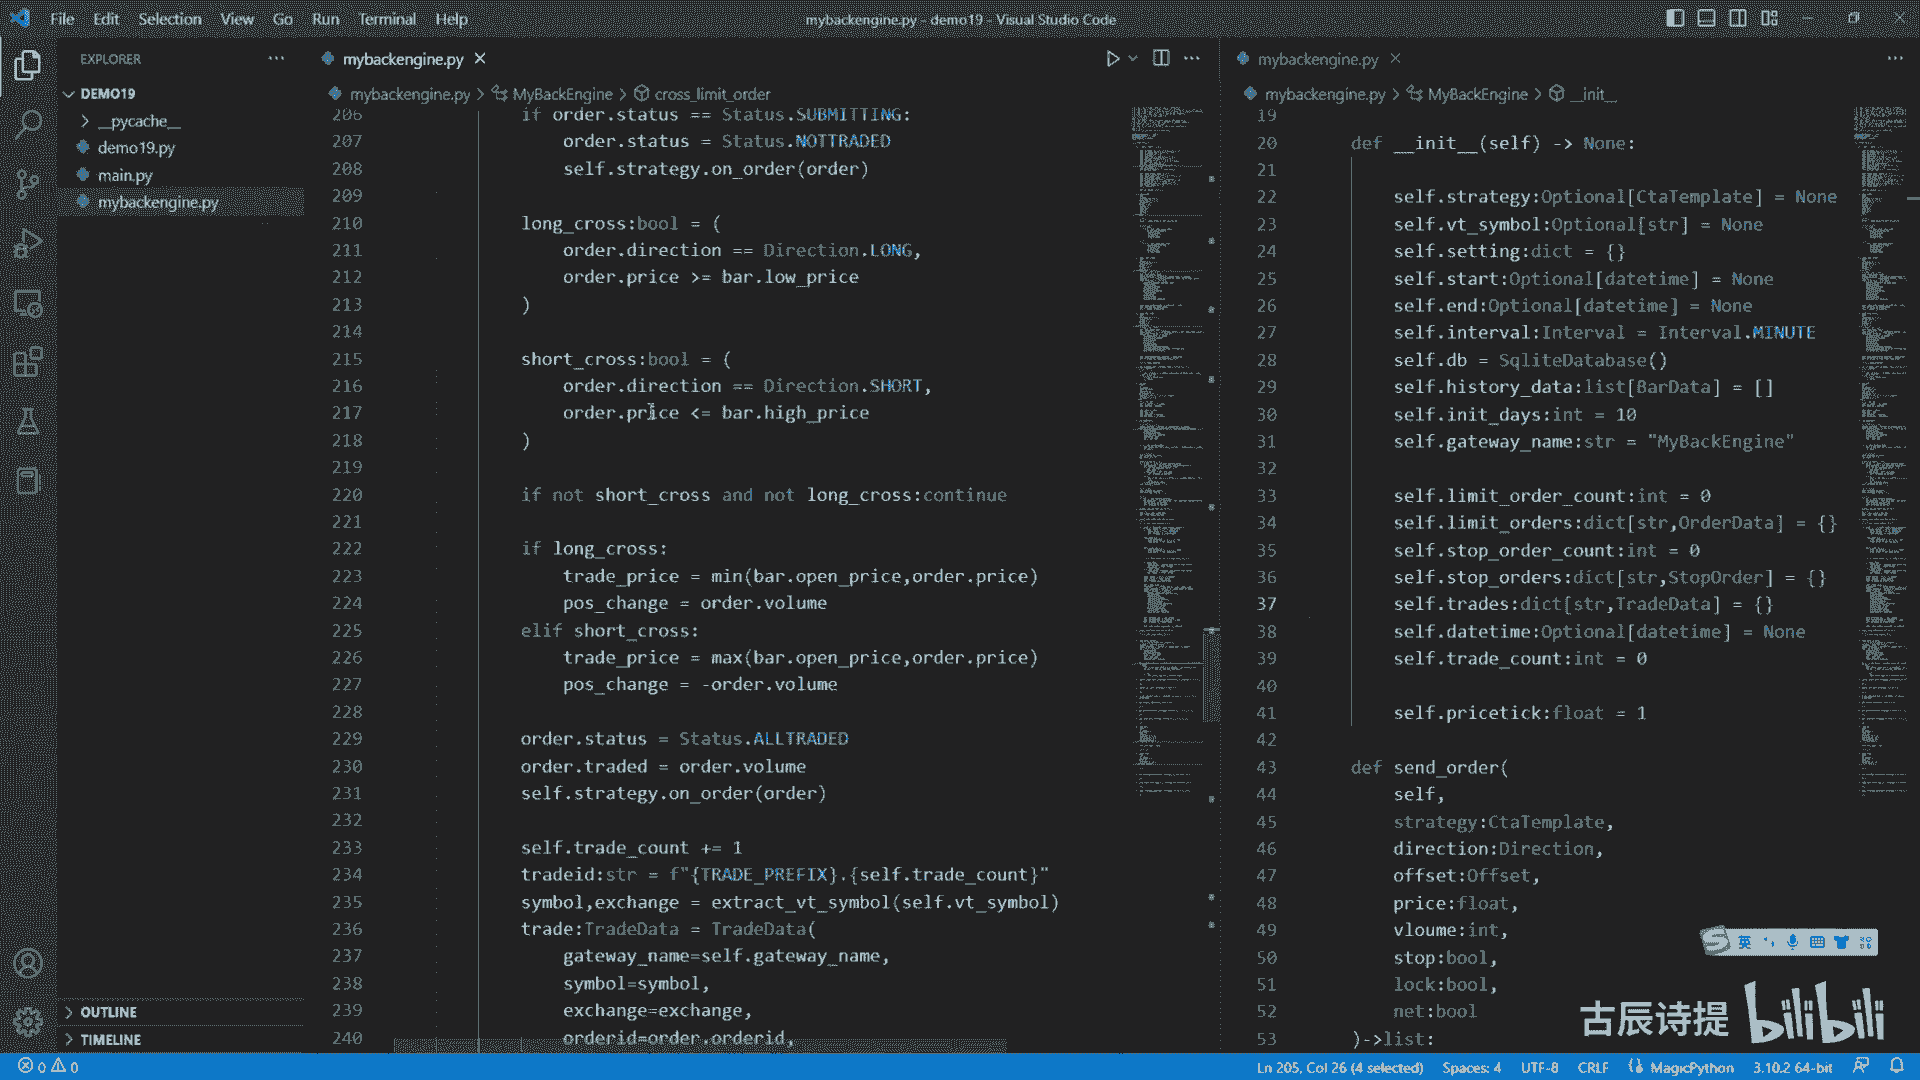 File Edit Selection View Go Run Terminal Help
mybackengine.py - demo19 - Visual Studio Code
EXPLORER
DEMO19
__pycache__
demo19.py
main.py
mybackengine.py
OUTLINE
TIMELINE
mybackengine.py
mybackengine.py > MyBackEngine > cross_limit_order
206 if order.status == Status.SUBMITTING:
207 order.status = Status.NOTTRADED
208 self.strategy.on_order(order)
209
210 long_cross:bool = (
211 order.direction == Direction.LONG,
212 order.price >= bar.low_price
213 )
214
215 short_cross:bool = (
216 order.direction == Direction.SHORT,
217 order.price <= bar.high_price
218 )
219
220 if not short_cross and not long_cross:continue
221
222 if long_cross:
223 trade_price = min(bar.open_price,order.price)
224 pos_change = order.volume
225 elif short_cross:
226 trade_price = max(bar.open_price,order.price)
227 pos_change = -order.volume
228
229 order.status = Status.ALLTRADED
230 order.traded = order.volume
231 self.strategy.on_order(order)
232
233 self.trade_count += 1
234 tradeid:str = f"{TRADE_PREFIX}.{self.trade_count}"
235 symbol,exchange = extract_vt_symbol(self.vt_symbol)
236 trade:TradeData = TradeData(
237 gateway_name=self.gateway_name,
238 symbol=symbol,
239 exchange=exchange,
240 orderid=order.orderid,
mybackengine.py
mybackengine.py > MyBackEngine > __init__
19
20 def __init__(self) -> None:
21
22 self.strategy:Optional[CtaTemplate] = None
23 self.vt_symbol:Optional[str] = None
24 self.setting:dict = {}
25 self.start:Optional[datetime] = None
26 self.end:Optional[datetime] = None
27 self.interval:Interval = Interval.MINUTE
28 self.db = SqliteDatabase()
29 self.history_data:list[BarData] = []
30 self.init_days:int = 10
31 self.gateway_name:str = "MyBackEngine"
32
33 self.limit_order_count:int = 0
34 self.limit_orders:dict[str,OrderData] = {}
35 self.stop_order_count:int = 0
36 self.stop_orders:dict[str,StopOrder] = {}
37 self.trades:dict[str,TradeData] = {}
38 self.datetime:Optional[datetime] = None
39 self.trade_count:int = 0
40
41 self.pricetick:float = 1
42
43 def send_order(
44 self,
45 strategy:CtaTemplate,
46 direction:Direction,
47 offset:Offset,
48 price:float,
49 vloume:int,
50 stop:bool,
51 lock:bool,
52 net:bool
53 )->list:
英
古辰诗提 bilibili
0 0
Ln 205, Col 26 (4 selected) Spaces: 4 UTF-8 CRLF MagicPython 3.10.2 64-bit